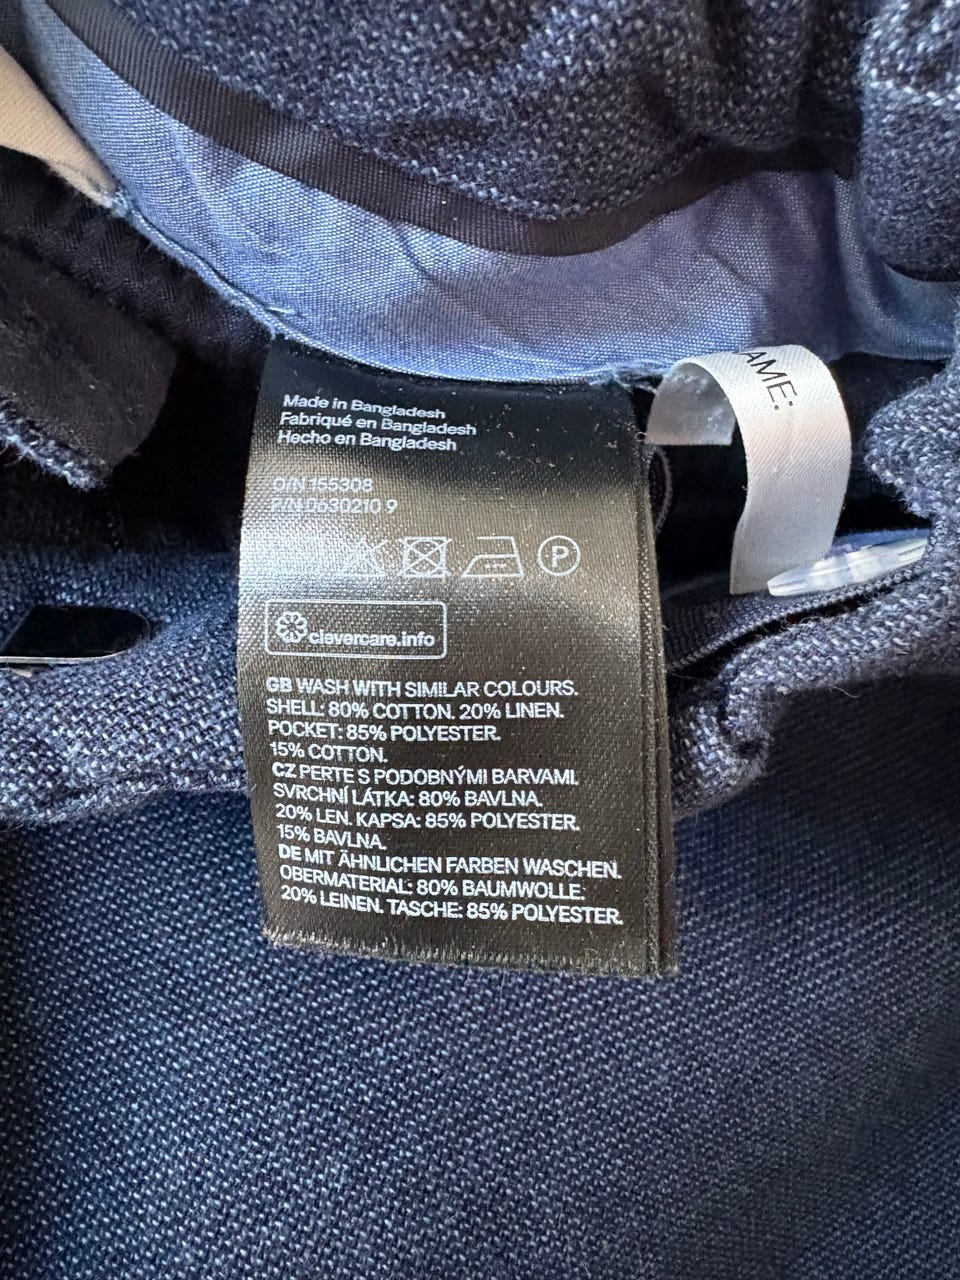 Made in Bangladesh
Fabriqué en Bangladesh
Hecho en Bangladesh
O/N 155308
P/N 0630210 9
P
clevercare.info
GB WASH WITH SIMILAR COLOURS.
SHELL: 80% COTTON. 20% LINEN.
POCKET: 85% POLYESTER.
15% COTTON.
CZ PERTE S PODOBNÝMI BARVAMI.
SVRCHNÍ LÁTKA: 80% BAVLNA.
20% LEN. KAPSA: 85% POLYESTER.
15% BAVLNA.
DE MIT ÄHNLICHEN FARBEN WASCHEN.
OBERMATERIAL: 80% BAUMWOLLE.
20% LEINEN. TASCHE: 85% POLYESTER.
AME: